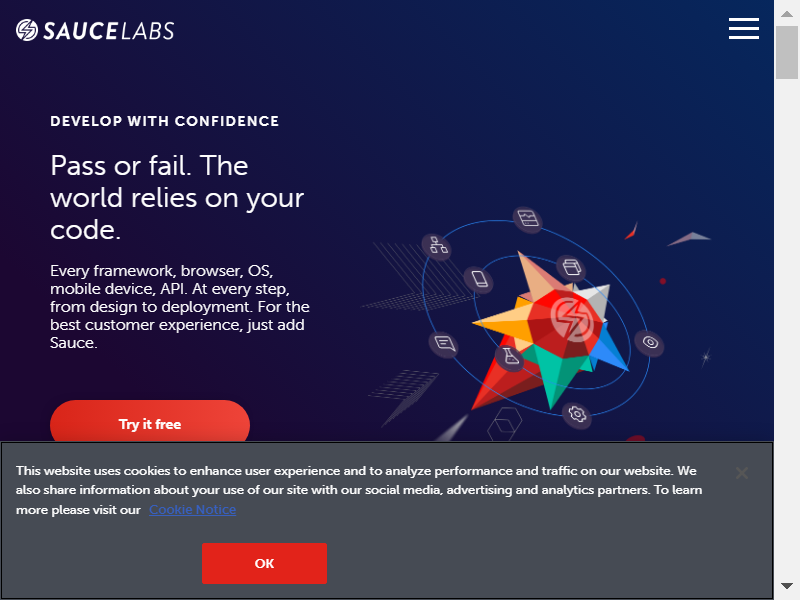 SAUCELABS
DEVELOP WITH CONFIDENCE
Pass or fail. The
world relies on your
code.
Every framework, browser, OS,
mobile device, API. At every step,
from design to deployment. For the
best customer experience, just add
Sauce.
Try it free
This website uses cookies to enhance user experience and to analyze performance and traffic on our website. We
also share information about your use of our site with our social media, advertising and analytics partners. To learn
more please visit our Cookie Notice
OK